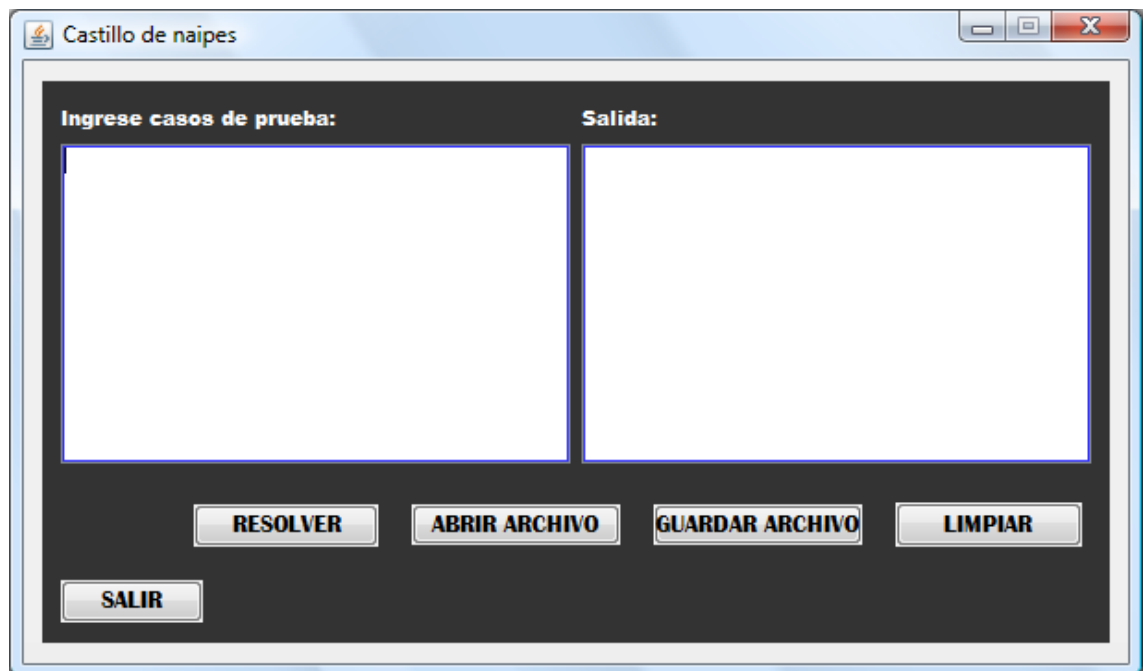 Castillo de naipes
Ingrese casos de prueba: Salida:
RESOLVER ABRIR ARCHIVO GUARDAR ARCHIVO LIMPIAR
SALIR